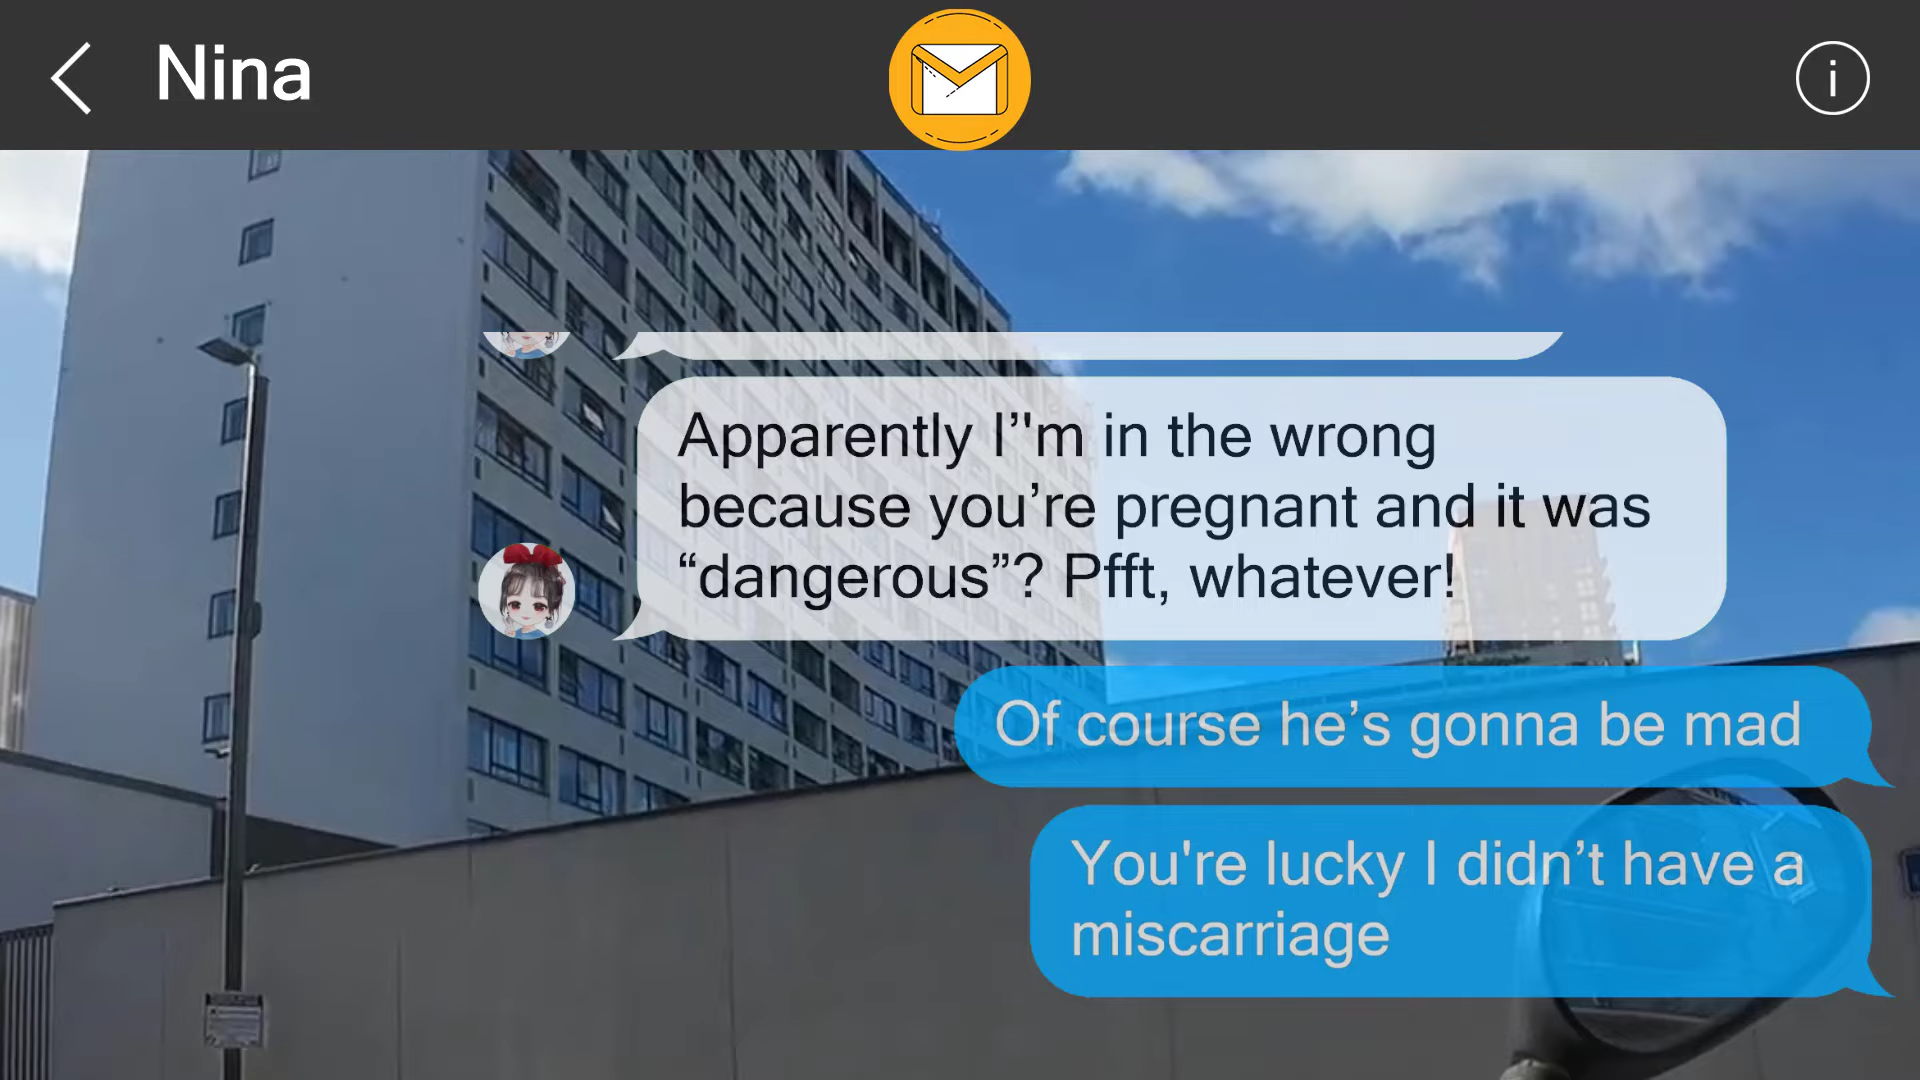 Nina
i
Apparently I’'m in the wrong
because you’re pregnant and it was
“dangerous”? Pfft, whatever!
Of course he’s gonna be mad
You're lucky I didn’t have a
miscarriage